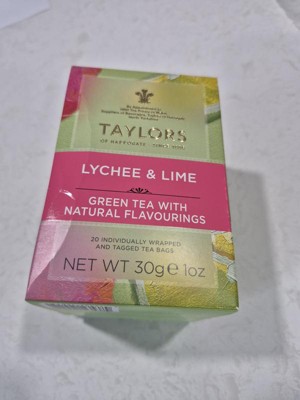 TAYLORS
OF HARROGATE
LYCHEE & LIME
GREEN TEA WITH
NATURAL FLAVOURINGS
20 INDIVIDUALLY WRAPPED
AND TAGGED TEA BAGS
NET WT 30g e 1oz